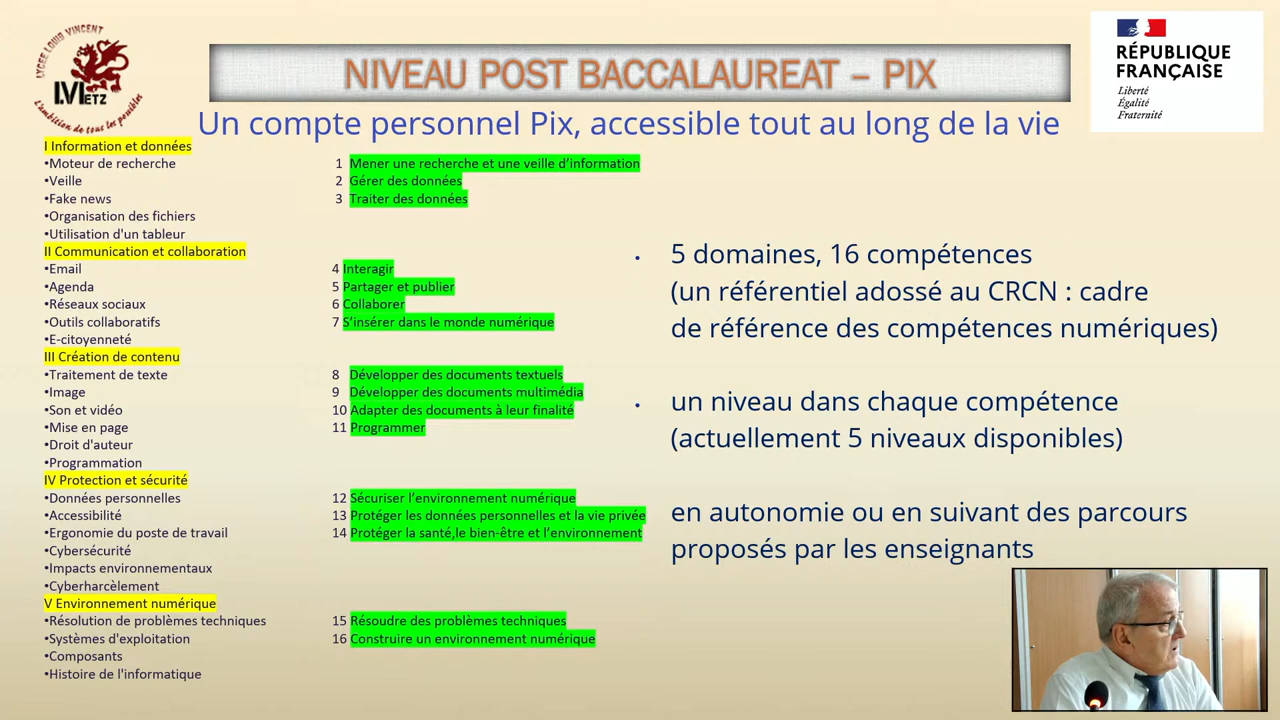 LYCEE LOUIS VINCENT
METZ
L'ambition de tous les possibles
NIVEAU POST BACCALAUREAT – PIX
RÉPUBLIQUE
FRANÇAISE
Liberté
Égalité
Fraternité
Un compte personnel Pix, accessible tout au long de la vie
I Information et données
•Moteur de recherche
•Veille
•Fake news
•Organisation des fichiers
•Utilisation d'un tableur
II Communication et collaboration
•Email
•Agenda
•Réseaux sociaux
•Outils collaboratifs
•E-citoyenneté
III Création de contenu
•Traitement de texte
•Image
•Son et vidéo
•Mise en page
•Droit d'auteur
•Programmation
IV Protection et sécurité
•Données personnelles
•Accessibilité
•Ergonomie du poste de travail
•Cybersécurité
•Impacts environnementaux
•Cyberharcèlement
V Environnement numérique
•Résolution de problèmes techniques
•Systèmes d'exploitation
•Composants
•Histoire de l'informatique
1 Mener une recherche et une veille d’information
2 Gérer des données
3 Traiter des données
4 Interagir
5 Partager et publier
6 Collaborer
7 S’insérer dans le monde numérique
8 Développer des documents textuels
9 Développer des documents multimédia
10 Adapter des documents à leur finalité
11 Programmer
12 Sécuriser l’environnement numérique
13 Protéger les données personnelles et la vie privée
14 Protéger la santé,le bien-être et l’environnement
15 Résoudre des problèmes techniques
16 Construire un environnement numérique
• 5 domaines, 16 compétences
(un référentiel adossé au CRCN : cadre
de référence des compétences numériques)
• un niveau dans chaque compétence
(actuellement 5 niveaux disponibles)
en autonomie ou en suivant des parcours
proposés par les enseignants